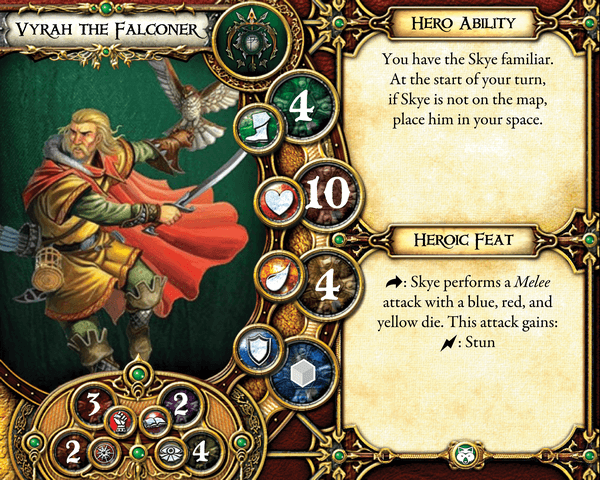 VYRAH THE FALCONER
4
10
4
3
2
2
4
HERO ABILITY
You have the Skye familiar.
At the start of your turn,
if Skye is not on the map,
place him in your space.
HEROIC FEAT
: Skye performs a Melee
attack with a blue, red, and
yellow die. This attack gains:
: Stun